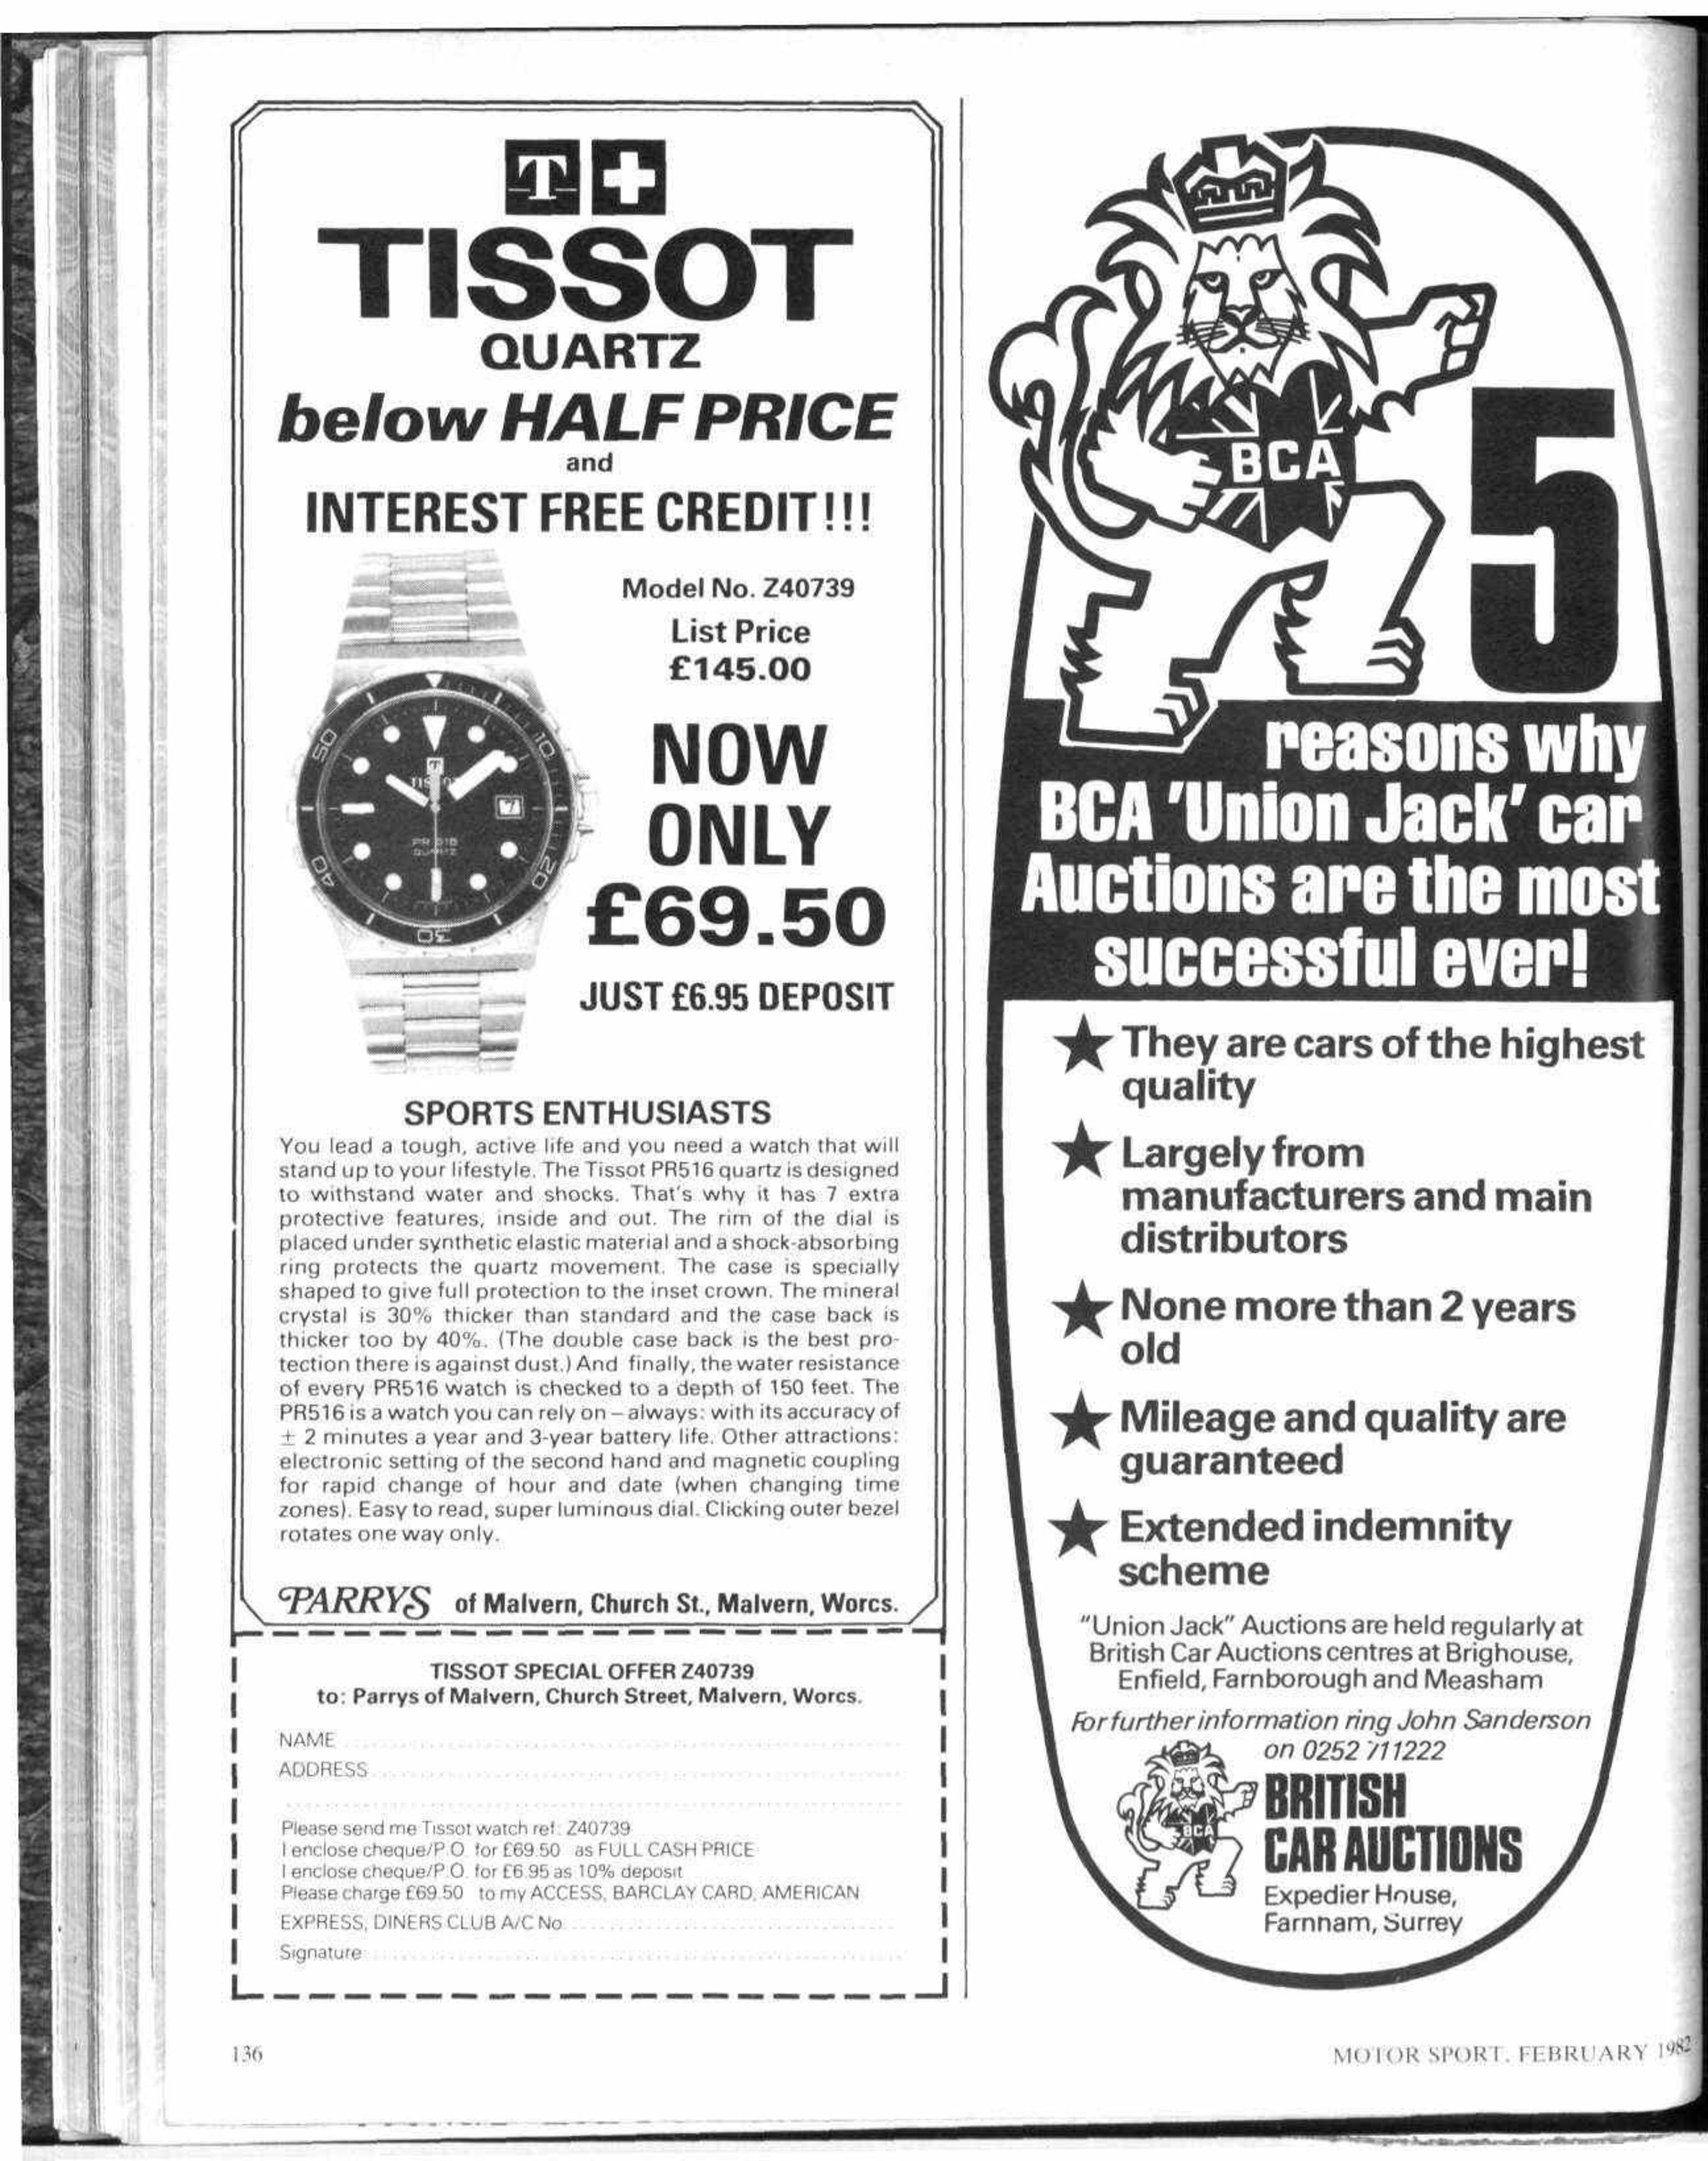 T
TISSOT
QUARTZ
below HALF PRICE
and
INTEREST FREE CREDIT!!!
Model No. Z40739
List Price
£145.00
NOW
ONLY
£69.50
JUST £6.95 DEPOSIT
50
10
20
30
40
7
SPORTS ENTHUSIASTS
You lead a tough, active life and you need a watch that will
stand up to your lifestyle. The Tissot PR516 quartz is designed
to withstand water and shocks. That's why it has 7 extra
protective features, inside and out. The rim of the dial is
placed under synthetic elastic material and a shock-absorbing
ring protects the quartz movement. The case is specially
shaped to give full protection to the inset crown. The mineral
crystal is 30% thicker than standard and the case back is
thicker too by 40%. (The double case back is the best pro-
tection there is against dust.) And finally, the water resistance
of every PR516 watch is checked to a depth of 150 feet. The
PR516 is a watch you can rely on – always: with its accuracy of
± 2 minutes a year and 3-year battery life. Other attractions:
electronic setting of the second hand and magnetic coupling
for rapid change of hour and date (when changing time
zones). Easy to read, super luminous dial. Clicking outer bezel
rotates one way only.
PARRYS of Malvern, Church St., Malvern, Worcs.
TISSOT SPECIAL OFFER Z40739
to: Parrys of Malvern, Church Street, Malvern, Worcs.
NAME
ADDRESS
Please send me Tissot watch ref: Z40739
I enclose cheque/P.O. for £69.50 as FULL CASH PRICE
I enclose cheque/P.O. for £6.95 as 10% deposit
Please charge £69.50 to my ACCESS, BARCLAY CARD, AMERICAN
EXPRESS, DINERS CLUB A/C No
Signature
BCA
5
reasons why
BCA 'Union Jack' car
Auctions are the most
successful ever!
★ They are cars of the highest
quality
★ Largely from
manufacturers and main
distributors
★ None more than 2 years
old
★ Mileage and quality are
guaranteed
★ Extended indemnity
scheme
"Union Jack" Auctions are held regularly at
British Car Auctions centres at Brighouse,
Enfield, Farnborough and Measham
For further information ring John Sanderson
on 0252 711222
BCA
BRITISH
CAR AUCTIONS
Expedier House,
Farnham, Surrey
136
MOTOR SPORT, FEBRUARY 1982